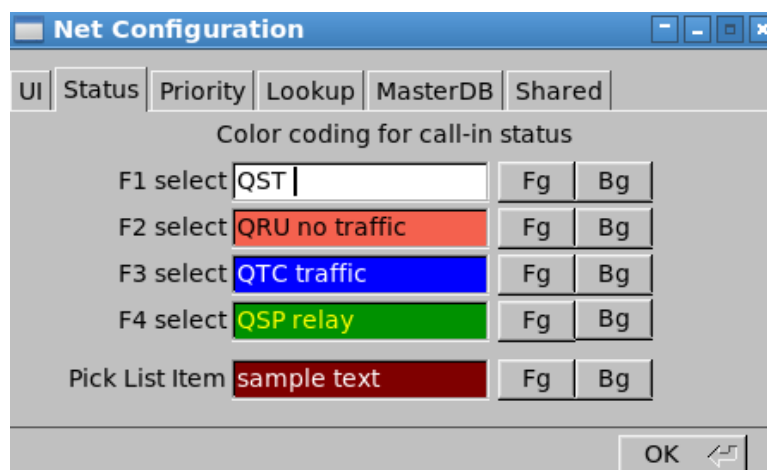 Net Configuration
UI Status Priority Lookup MasterDB Shared
Color coding for call-in status
F1 select QST Fg Bg
F2 select QRU no traffic Fg Bg
F3 select QTC traffic Fg Bg
F4 select QSP relay Fg Bg
Pick List Item sample text Fg Bg
OK